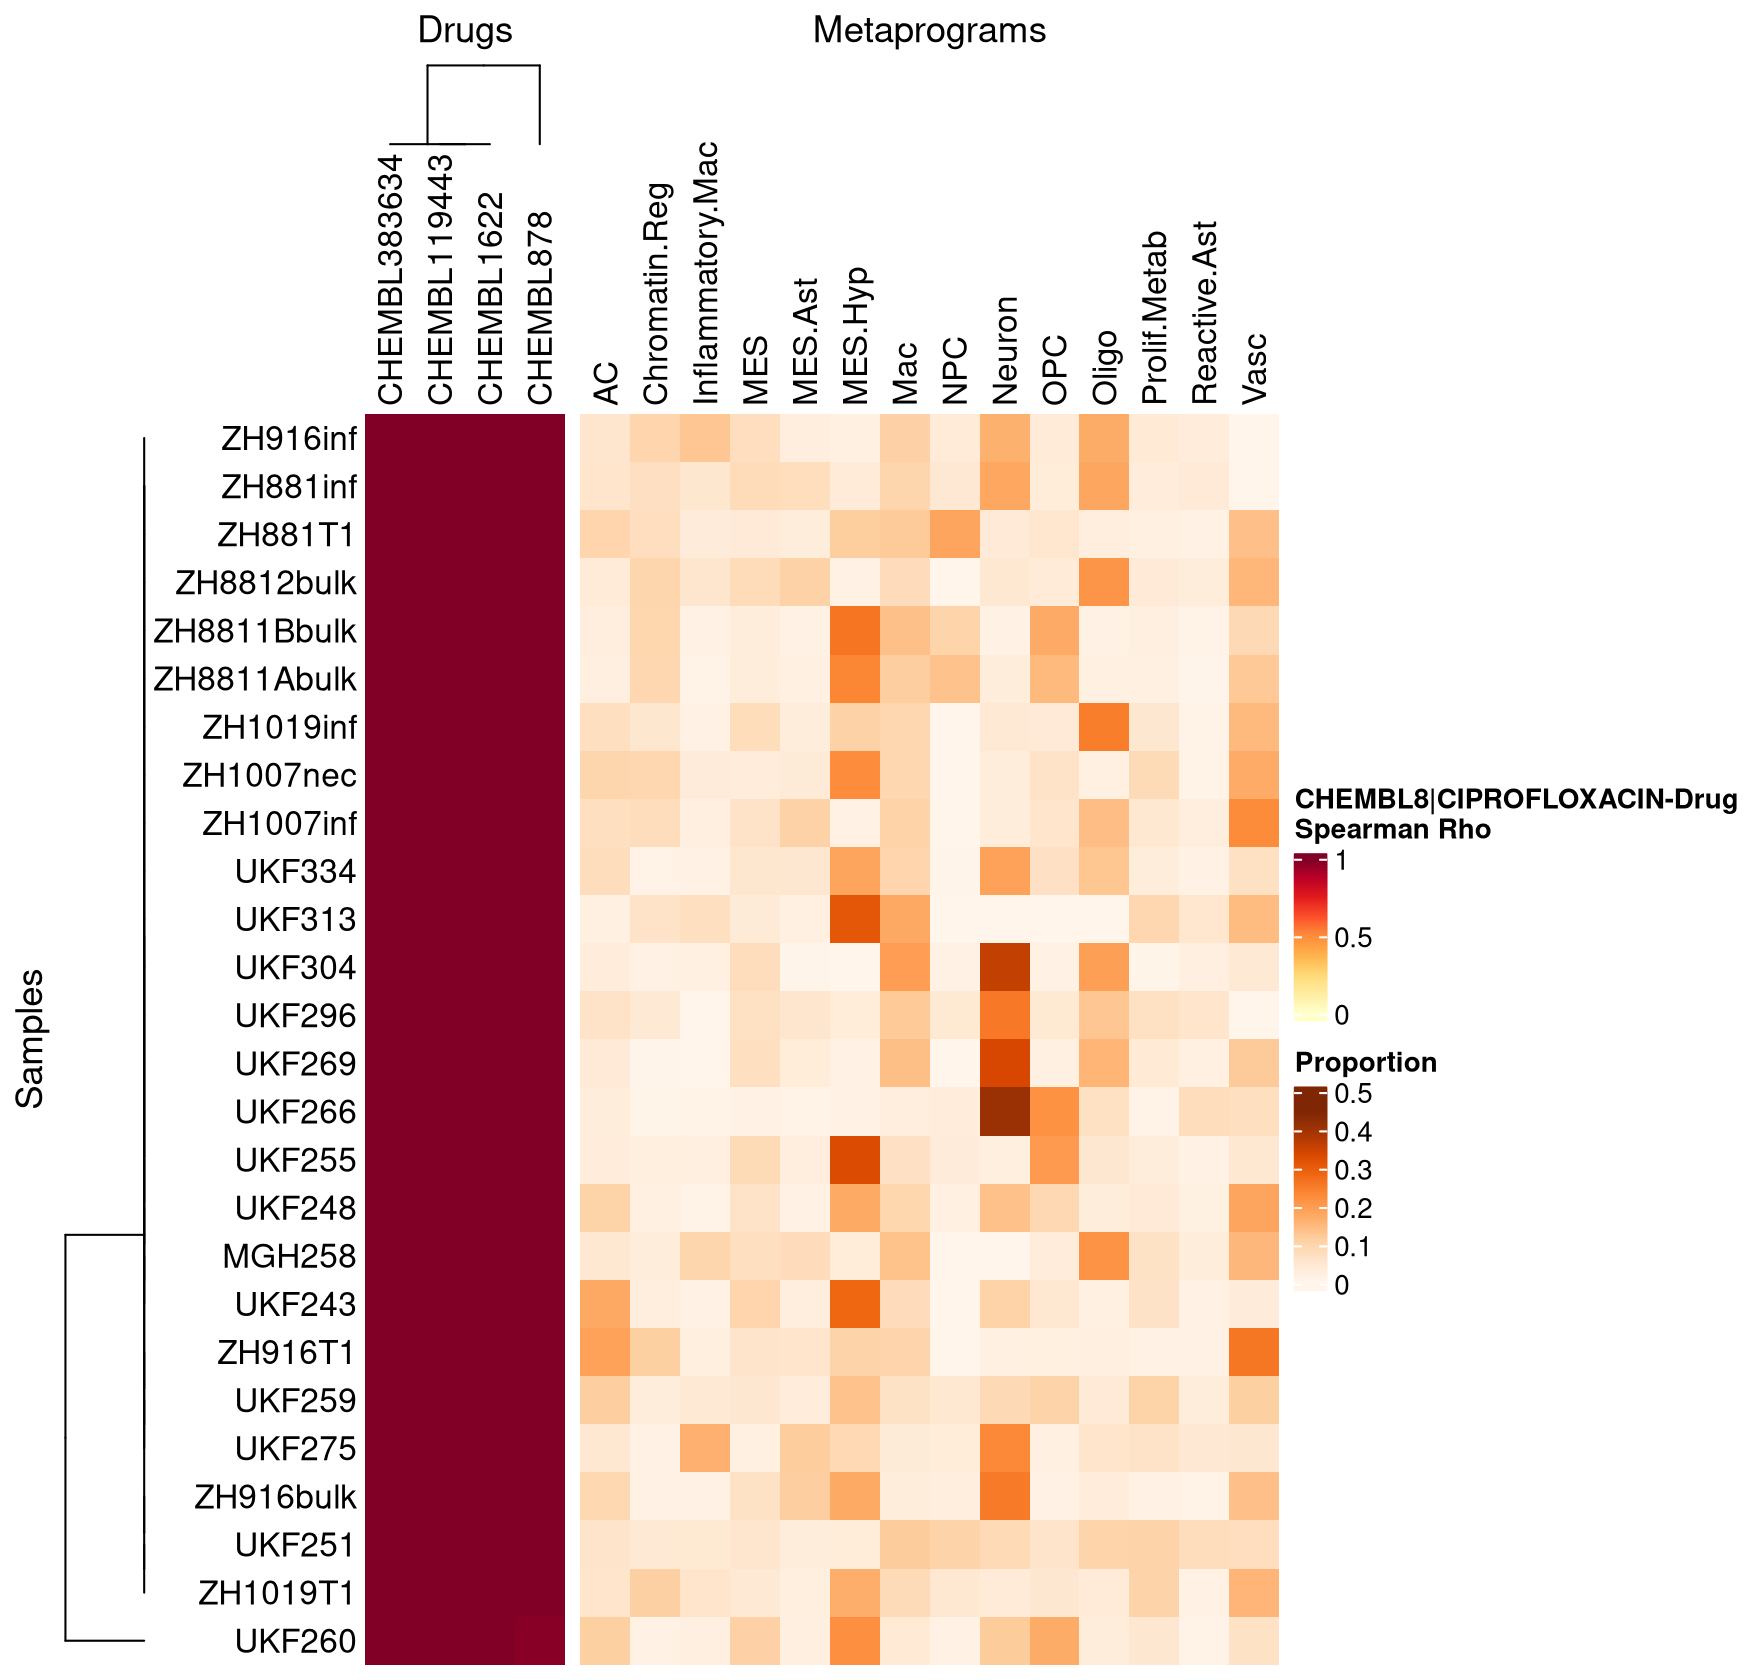 Drugs
Metaprograms
CHEMBL383634
CHEMBL119443
CHEMBL1622
CHEMBL878
AC
Chromatin.Reg
Inflammatory.Mac
MES
MES.Ast
MES.Hyp
Mac
NPC
Neuron
OPC
Oligo
Prolif.Metab
Reactive.Ast
Vasc
Samples
ZH916inf
ZH881inf
ZH881T1
ZH8812bulk
ZH8811Bbulk
ZH8811Abulk
ZH1019inf
ZH1007nec
ZH1007inf
UKF334
UKF313
UKF304
UKF296
UKF269
UKF266
UKF255
UKF248
MGH258
UKF243
ZH916T1
UKF259
UKF275
ZH916bulk
UKF251
ZH1019T1
UKF260
CHEMBL8|CIPROFLOXACIN-Drug
Spearman Rho
1
0.5
0
Proportion
0.5
0.4
0.3
0.2
0.1
0